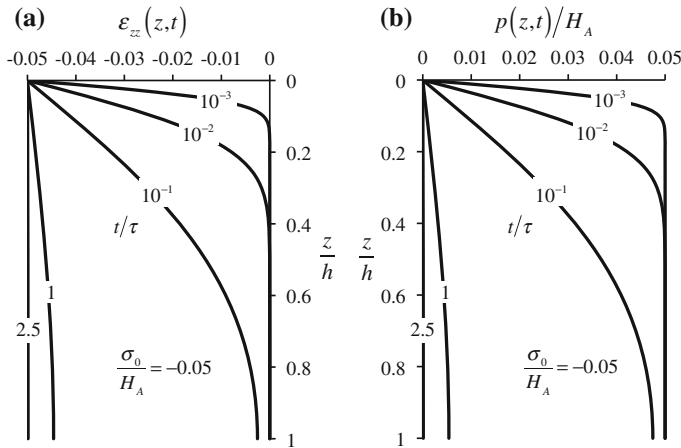 (a)
ε_zz(z,t)
-0.05 -0.04 -0.03 -0.02 -0.01 0
0
0.2
0.4
0.6
0.8
1
z/h
10⁻³
10⁻²
10⁻¹
t/τ
1
2.5
σ₀/H_A = −0.05
(b)
p(z,t)/H_A
0 0.01 0.02 0.03 0.04 0.05
0
0.2
0.4
0.6
0.8
1
z/h
10⁻³
10⁻²
10⁻¹
t/τ
1
2.5
σ₀/H_A = −0.05